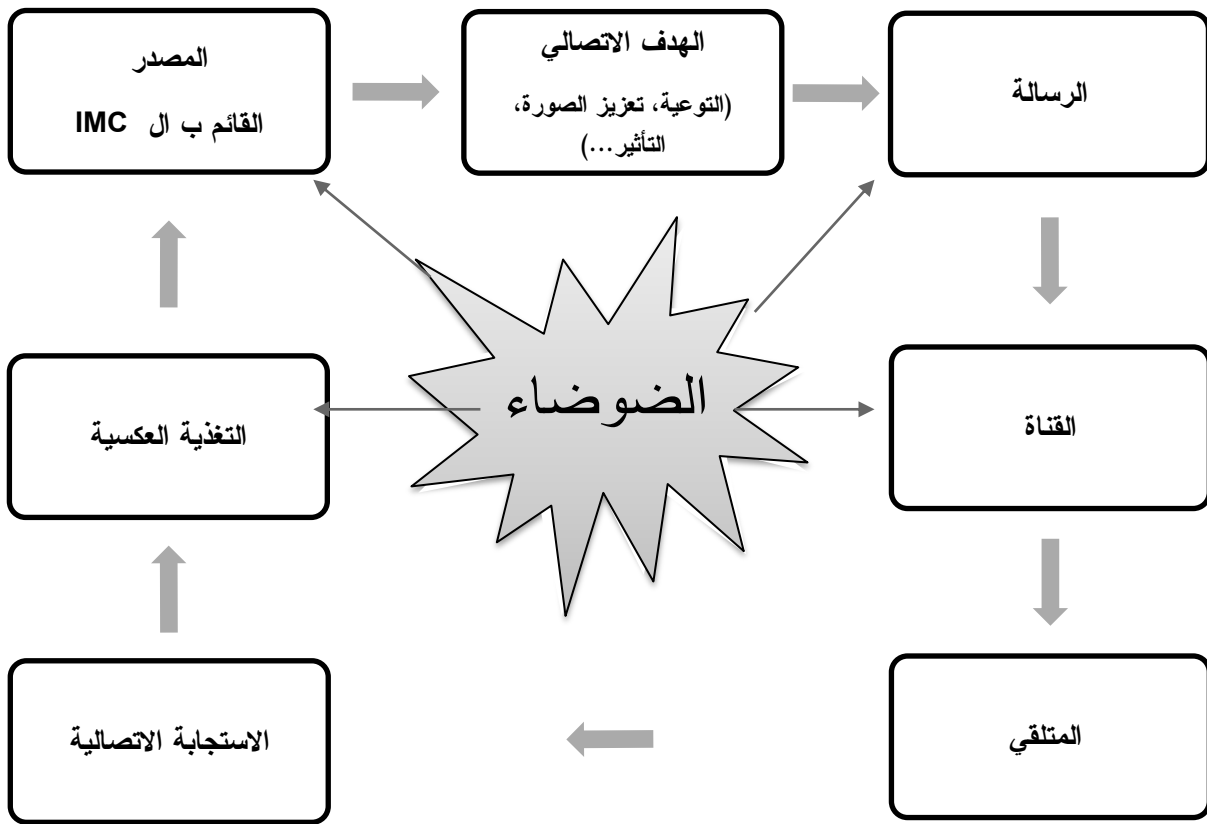 المصدر
القائم ب ال IMC
الهدف الاتصالي
(التوعية، تعزيز الصورة،
التأثير...)
الرسالة
الضوضاء
التغذية العكسية
القناة
الاستجابة الاتصالية
المتلقي